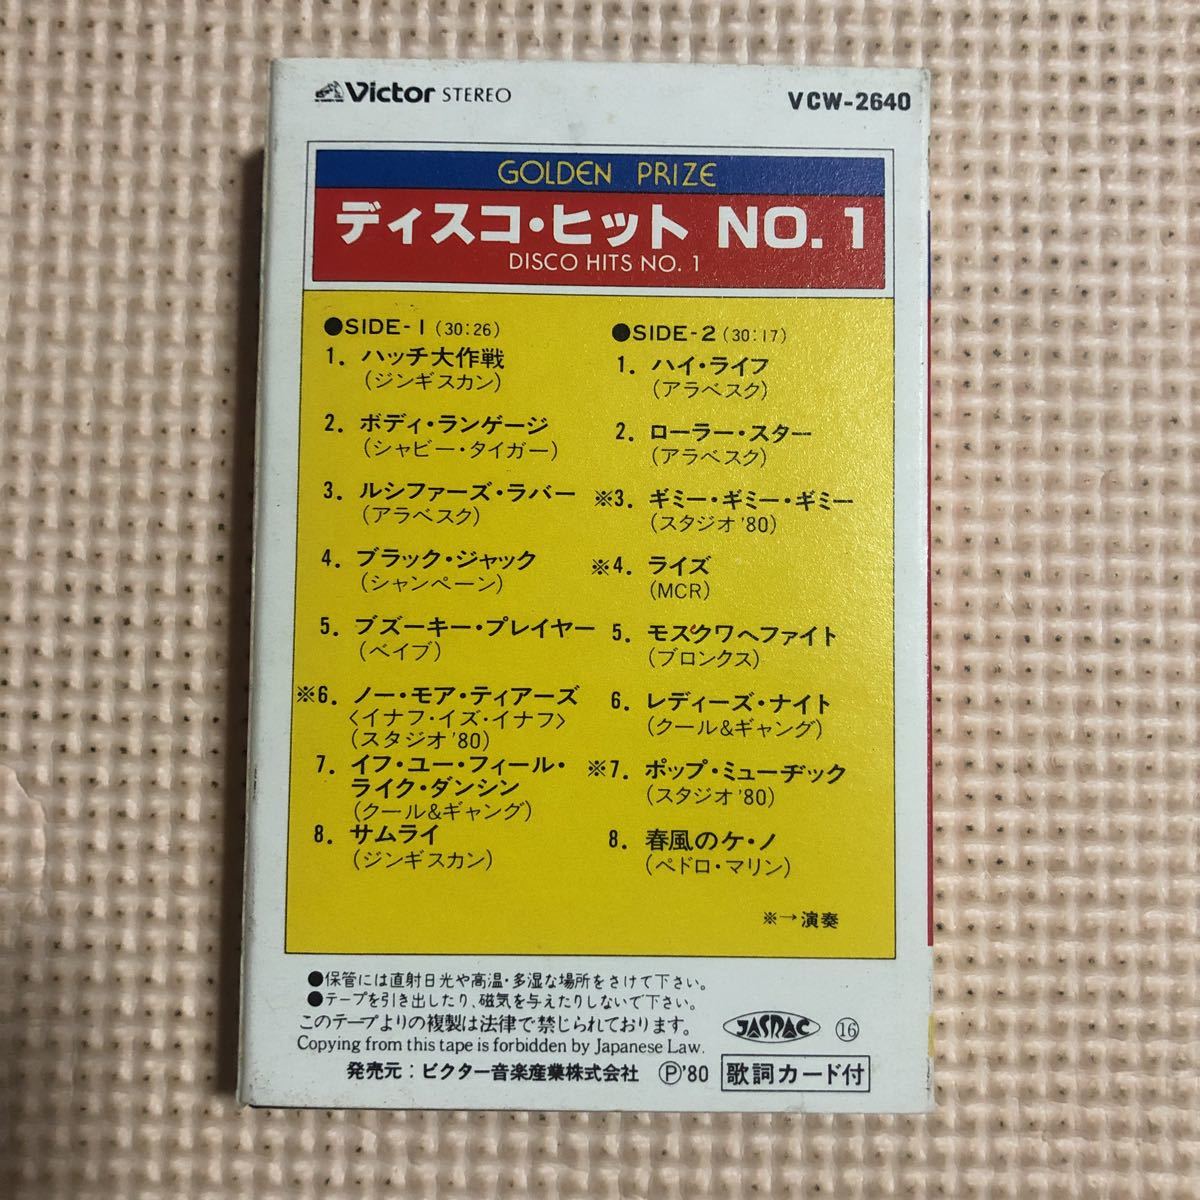 Victor STEREO
VCW-2640
GOLDEN PRIZE
ディスコ・ヒット NO. 1
DISCO HITS NO. 1
●SIDE-1 (30:26)
1. ハッチ大作戦
(ジンギスカン)
2. ボディ・ランゲージ
(シャビー・タイガー)
3. ルシファーズ・ラバー
(アラベスク)
4. ブラック・ジャック
(シャンペーン)
5. ブズーキー・プレイヤー
(ベイブ)
※6. ノー・モア・ティアーズ
〈イナフ・イズ・イナフ〉
(スタジオ'80)
7. イフ・ユー・フィール・
ライク・ダンシン
(クール&ギャング)
8. サムライ
(ジンギスカン)
●SIDE-2 (30:17)
1. ハイ・ライフ
(アラベスク)
2. ローラー・スター
(アラベスク)
※3. ギミー・ギミー・ギミー
(スタジオ'80)
※4. ライズ
(MCR)
5. モスクワへファイト
(ブロンクス)
6. レディーズ・ナイト
(クール&ギャング)
※7. ポップ・ミューヂック
(スタジオ'80)
8. 春風のケ・ノ
(ペドロ・マリン)
※→演奏
●保管には直射日光や高温・多湿な場所をさけて下さい。
●テープを引き出したり、磁気を与えたりしないで下さい。
このテープよりの複製は法律で禁じられております。
Copying from this tape is forbidden by Japanese Law.
JASRAC ⑯
発売元：ビクター音楽産業株式会社 Ⓟ'80 歌詞カード付